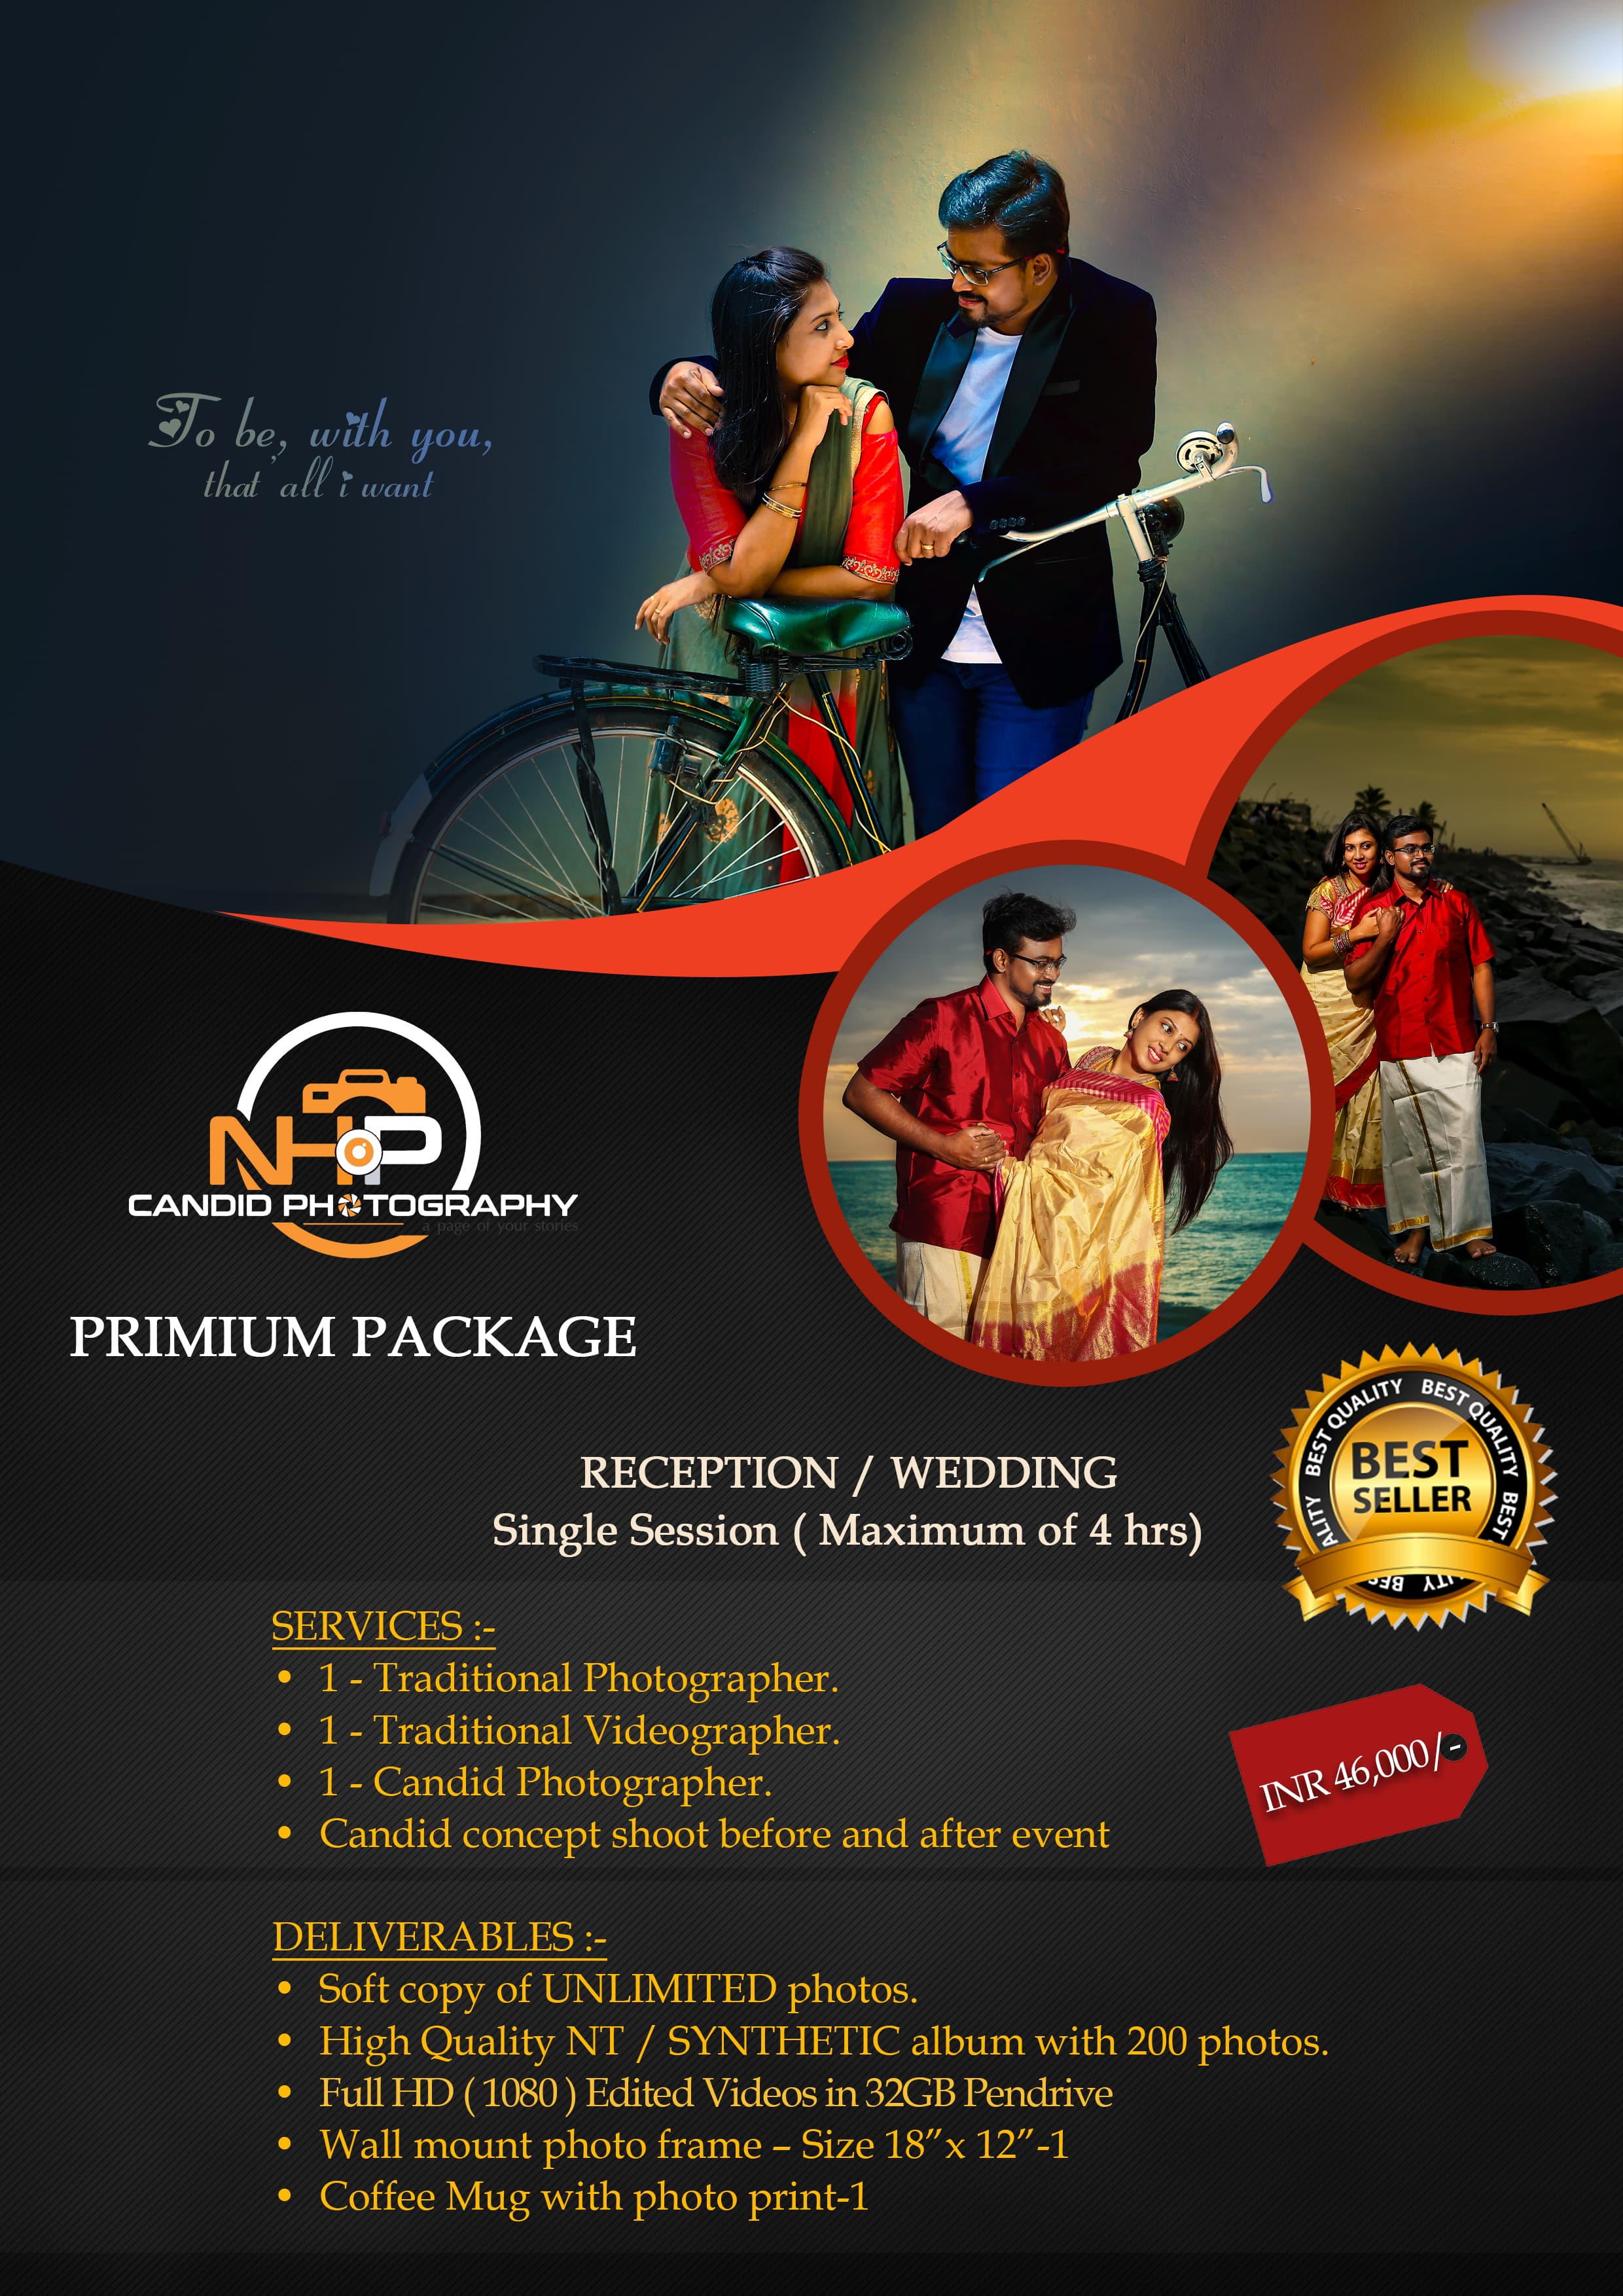 To be, with you,
that' all i want
NHP
CANDID PHOTOGRAPHY
a page of your stories
PRIMIUM PACKAGE
RECEPTION / WEDDING
Single Session ( Maximum of 4 hrs)
BEST QUALITY BEST QUALITY BEST
BEST
SELLER
ALITY
BES
ITY
SERVICES :-
• 1 - Traditional Photographer.
• 1 - Traditional Videographer.
• 1 - Candid Photographer.
• Candid concept shoot before and after event
INR 46,000/-
DELIVERABLES :-
• Soft copy of UNLIMITED photos.
• High Quality NT / SYNTHETIC album with 200 photos.
• Full HD ( 1080 ) Edited Videos in 32GB Pendrive
• Wall mount photo frame – Size 18”x 12”-1
• Coffee Mug with photo print-1